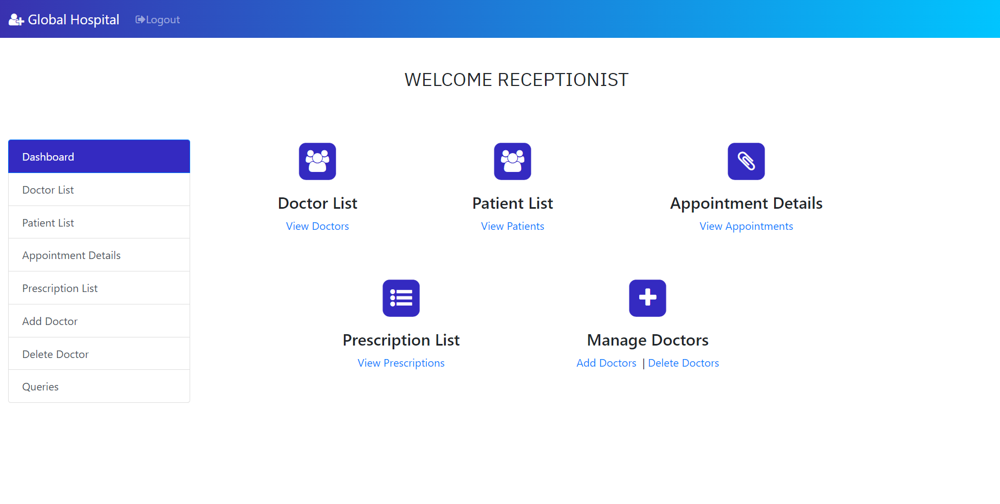 Global Hospital Logout
WELCOME RECEPTIONIST
Dashboard
Doctor List
Patient List
Appointment Details
Prescription List
Add Doctor
Delete Doctor
Queries
Doctor List
View Doctors
Patient List
View Patients
Appointment Details
View Appointments
Prescription List
View Prescriptions
Manage Doctors
Add Doctors | Delete Doctors